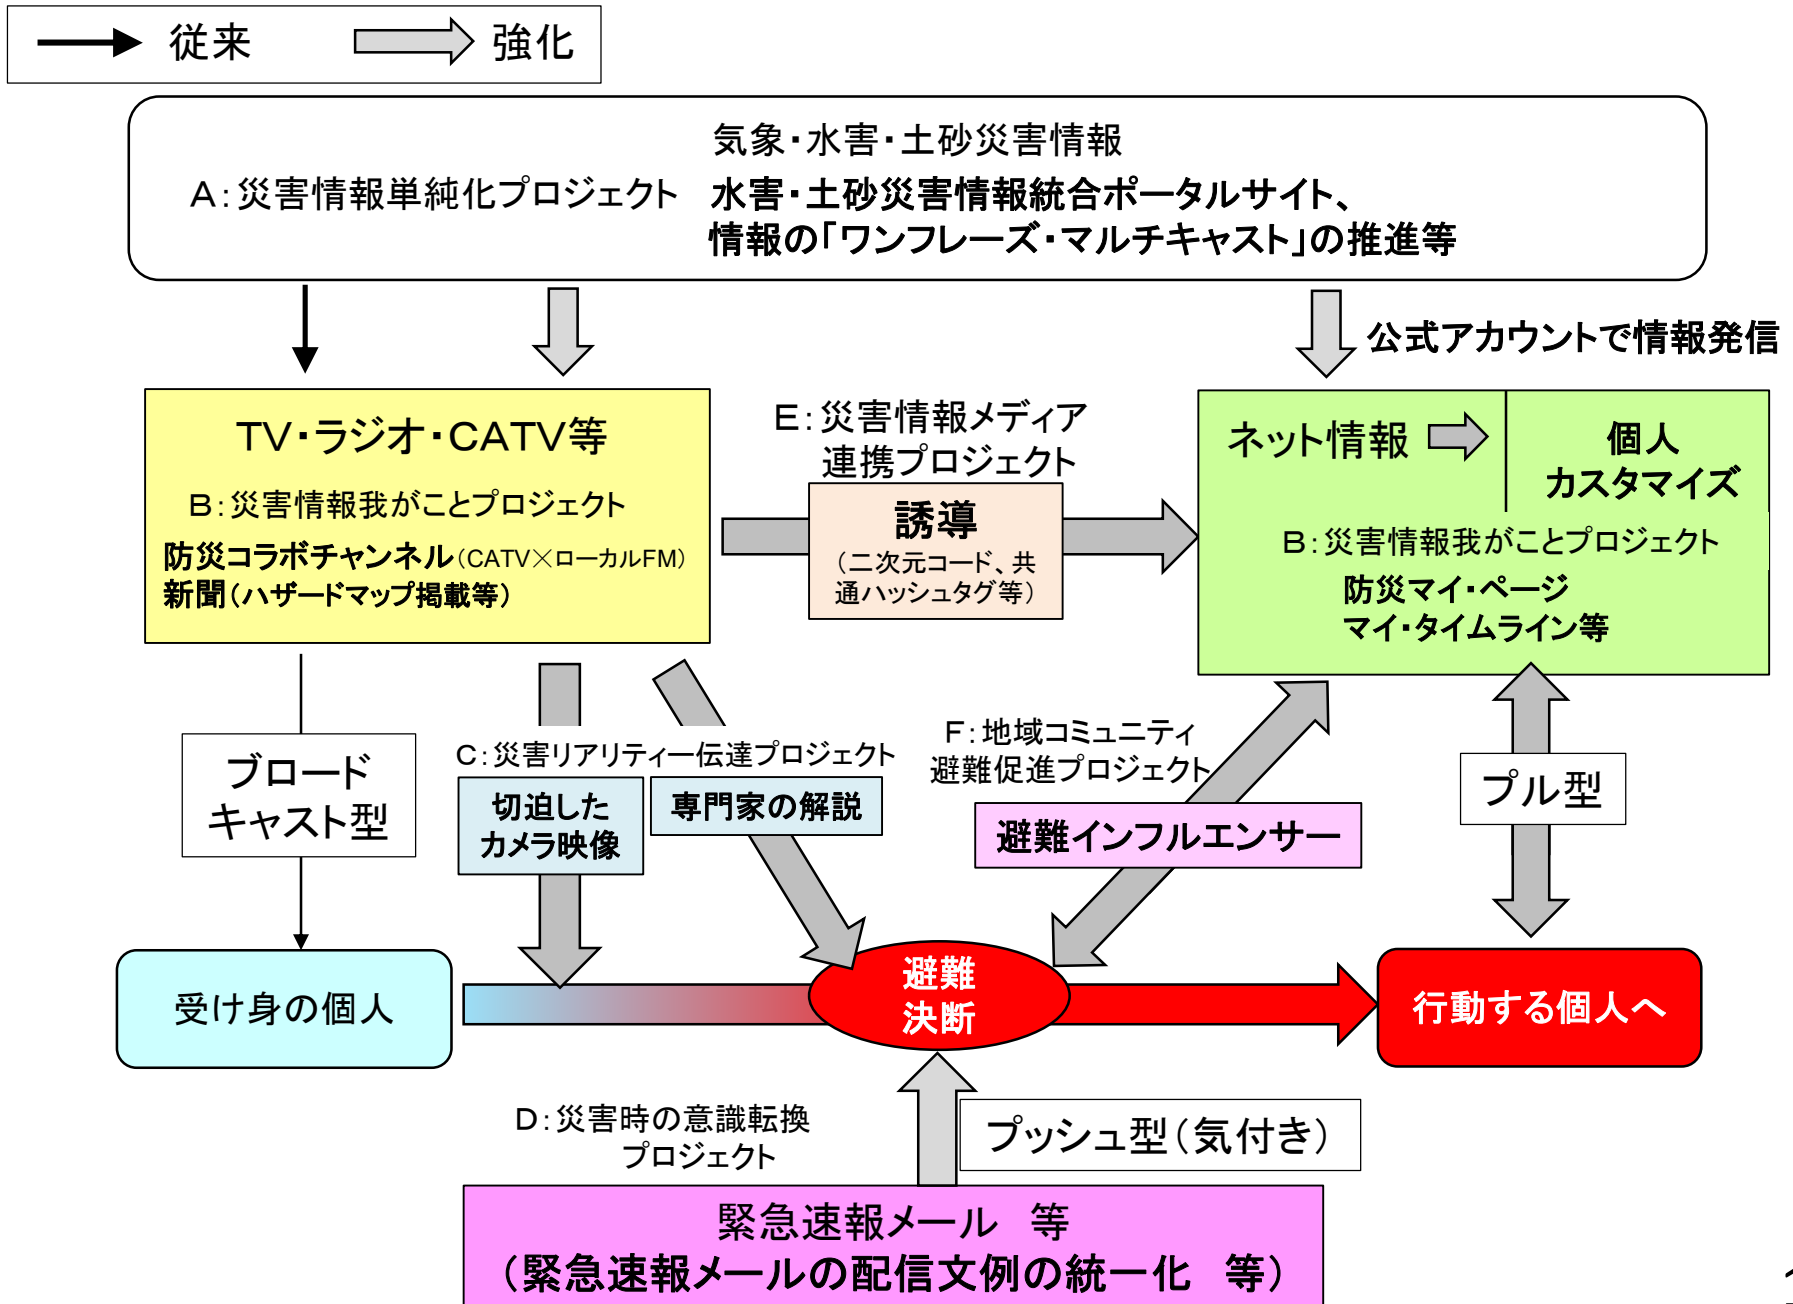 従来
強化
気象・水害・土砂災害情報
A：災害情報単純化プロジェクト
水害・土砂災害情報統合ポータルサイト、
情報の「ワンフレーズ・マルチキャスト」の推進等
公式アカウントで情報発信
TV・ラジオ・CATV等
B：災害情報我がことプロジェクト
防災コラボチャンネル（CATV×ローカルFM）
新聞（ハザードマップ掲載等）
E：災害情報メディア
連携プロジェクト
誘導
（二次元コード、共
通ハッシュタグ等）
ネット情報
個人
カスタマイズ
B：災害情報我がことプロジェクト
防災マイ・ページ
マイ・タイムライン等
ブロード
キャスト型
C：災害リアリティー伝達プロジェクト
切迫した
カメラ映像
専門家の解説
F：地域コミュニティ
避難促進プロジェクト
避難インフルエンサー
プル型
受け身の個人
避難
決断
行動する個人へ
D：災害時の意識転換
プロジェクト
プッシュ型（気付き）
緊急速報メール　等
（緊急速報メールの配信文例の統一化　等）